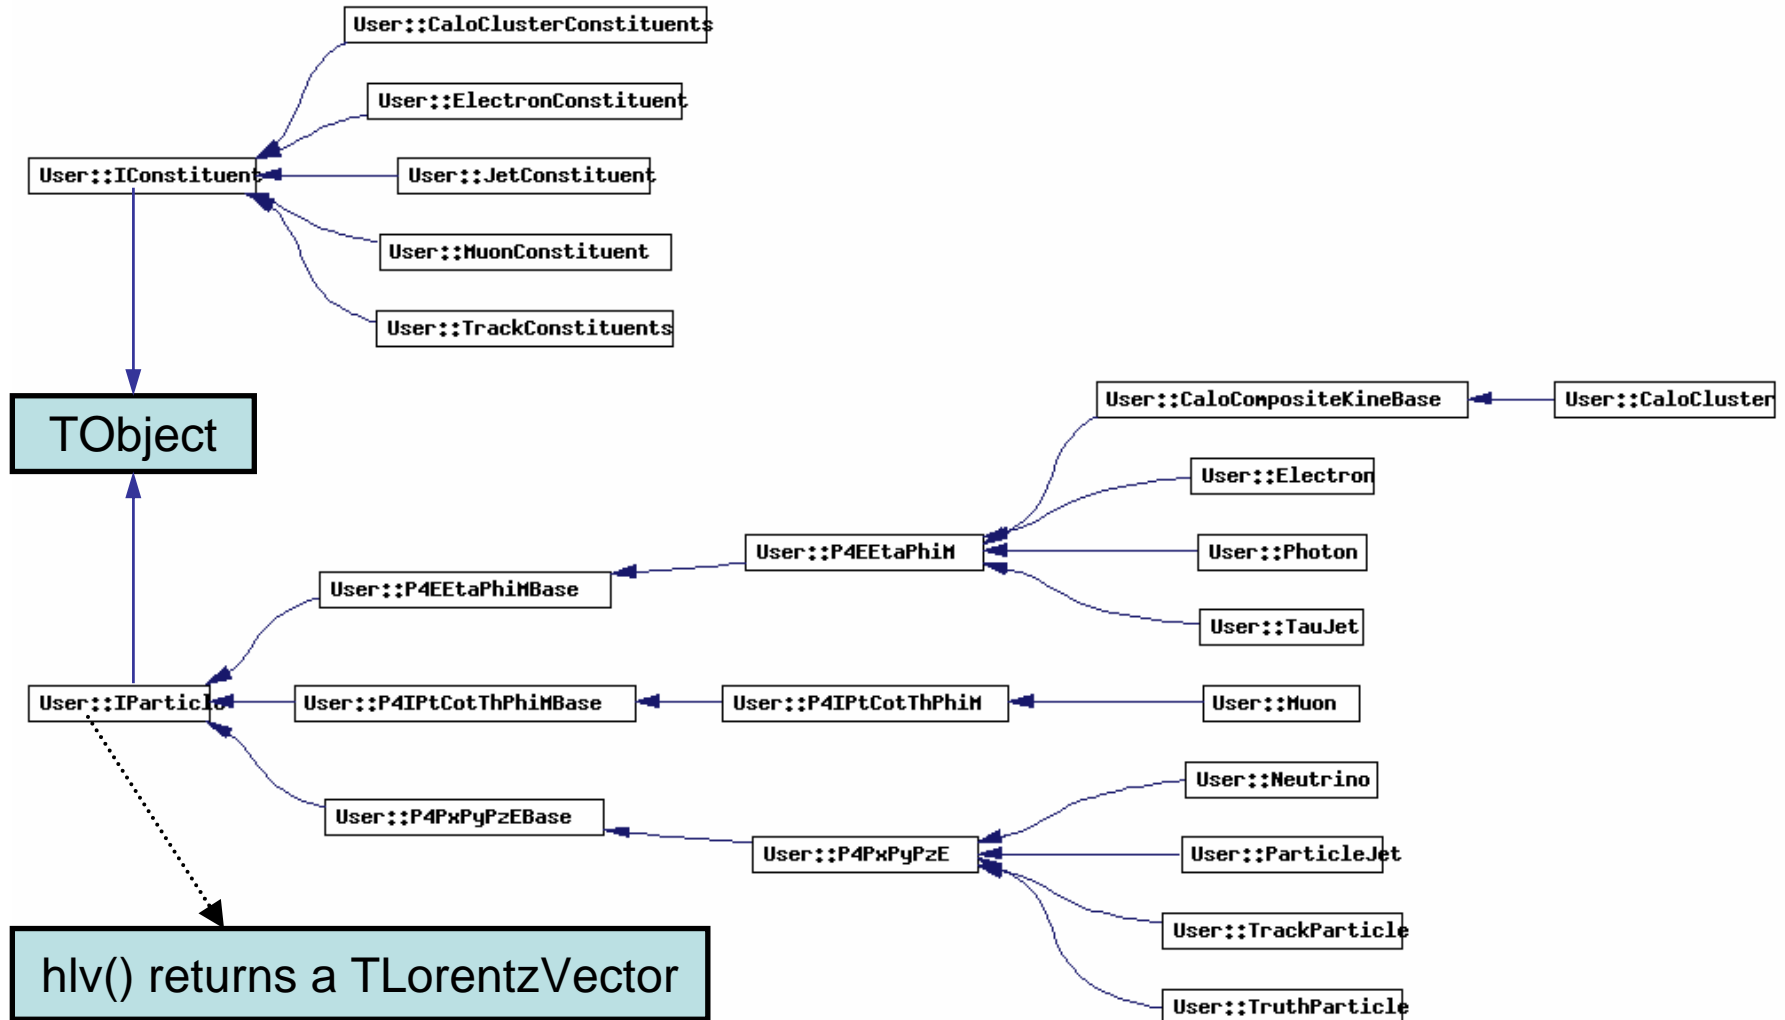 User::CaloClusterConstituents
User::ElectronConstituent
User::IConstituent
User::JetConstituent
User::MuonConstituent
User::TrackConstituents
TObject
User::CaloCompositeKineBase
User::CaloCluster
User::Electron
User::P4EEtaPhiM
User::Photon
User::P4EEtaPhiMBase
User::TauJet
User::IParticle
User::P4IPtCotThPhiMBase
User::P4IPtCotThPhiM
User::Muon
User::Neutrino
User::P4PxPyPzEBase
User::P4PxPyPzE
User::ParticleJet
User::TrackParticle
hlv() returns a TLorentzVector
User::TruthParticle